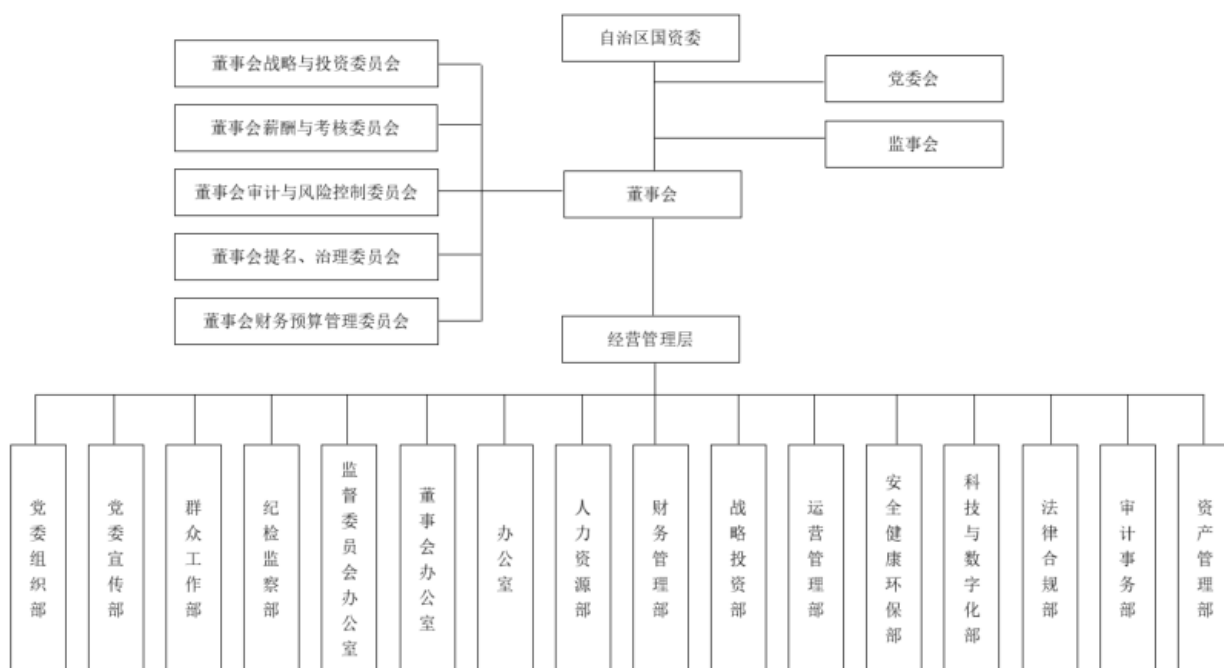 自治区国资委
董事会战略与投资委员会
党委会
董事会薪酬与考核委员会
监事会
董事会审计与风险控制委员会
董事会
董事会提名、治理委员会
董事会财务预算管理委员会
经营管理层
党委组织部
党委宣传部
群众工作部
纪检监察部
监督委员会办公室
董事会办公室
办公室
人力资源部
财务管理部
战略投资部
运营管理部
安全健康环保部
科技与数字化部
法律合规部
审计事务部
资产管理部